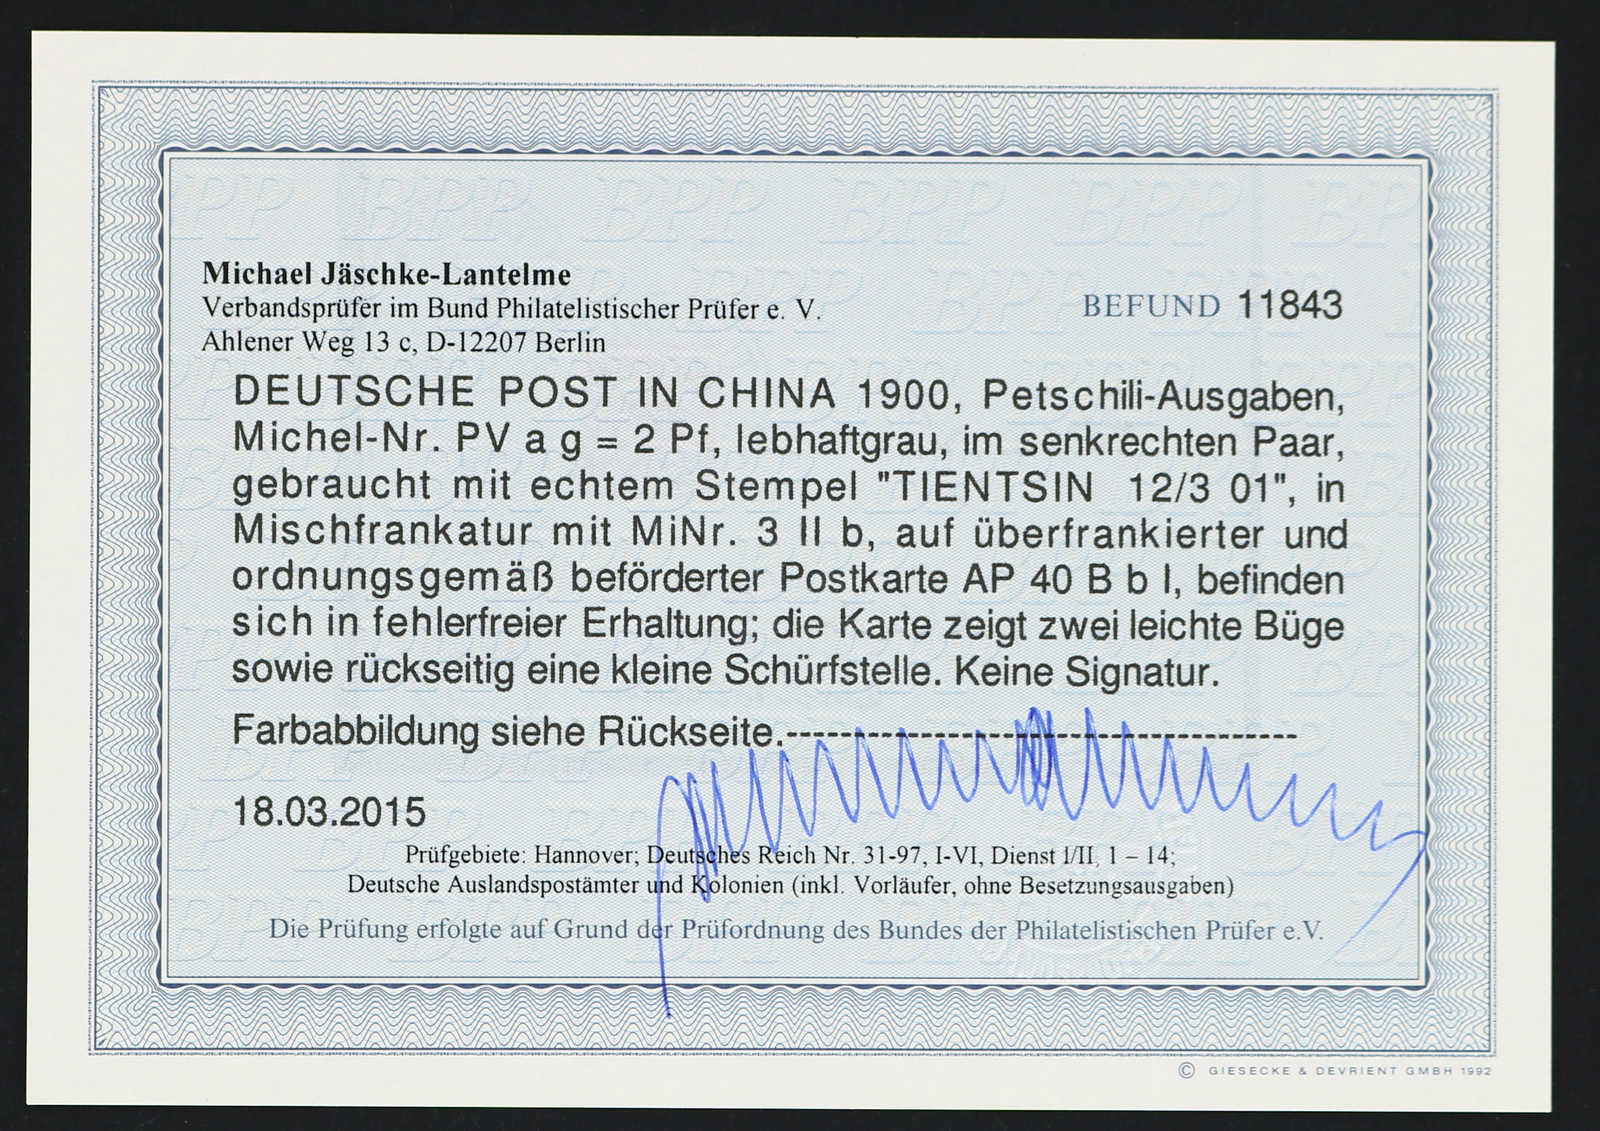 Michael Jäschke-Lantelme
Verbandsprüfer im Bund Philatelistischer Prüfer e. V.
Ahlener Weg 13 c, D-12207 Berlin
BEFUND 11843
DEUTSCHE POST IN CHINA 1900, Petschili-Ausgaben,
Michel-Nr. PV a g = 2 Pf, lebhaftgrau, im senkrechten Paar,
gebraucht mit echtem Stempel "TIENTSIN 12/3 01", in
Mischfrankatur mit MiNr. 3 II b, auf überfrankierter und
ordnungsgemäß beförderter Postkarte AP 40 B b I, befinden
sich in fehlerfreier Erhaltung; die Karte zeigt zwei leichte Büge
sowie rückseitig eine kleine Schürfstelle. Keine Signatur.
Farbabbildung siehe Rückseite.--------------------------------------
18.03.2015
Prüfgebiete: Hannover; Deutsches Reich Nr. 31-97, I-VI, Dienst I/II, 1 – 14;
Deutsche Auslandspostämter und Kolonien (inkl. Vorläufer, ohne Besetzungsausgaben)
Die Prüfung erfolgte auf Grund der Prüfordnung des Bundes der Philatelistischen Prüfer e.V.
© GIESECKE & DEVRIENT GMBH 1992